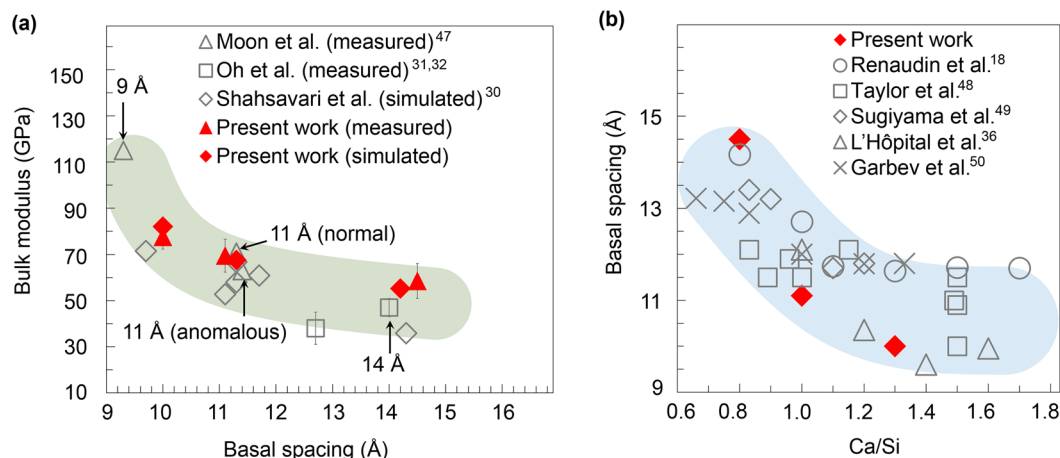 (a)
Moon et al. (measured)47
Oh et al. (measured)31,32
Shahsavari et al. (simulated)30
Present work (measured)
Present work (simulated)
9 Å
11 Å (normal)
11 Å (anomalous)
14 Å
Bulk modulus (GPa)
150
130
110
90
70
50
30
10
9 10 11 12 13 14 15 16
Basal spacing (Å)
(b)
Present work
Renaudin et al.18
Taylor et al.48
Sugiyama et al.49
L'Hôpital et al.36
Garbev et al.50
Basal spacing (Å)
15
13
11
9
0.6 0.8 1.0 1.2 1.4 1.6 1.8
Ca/Si